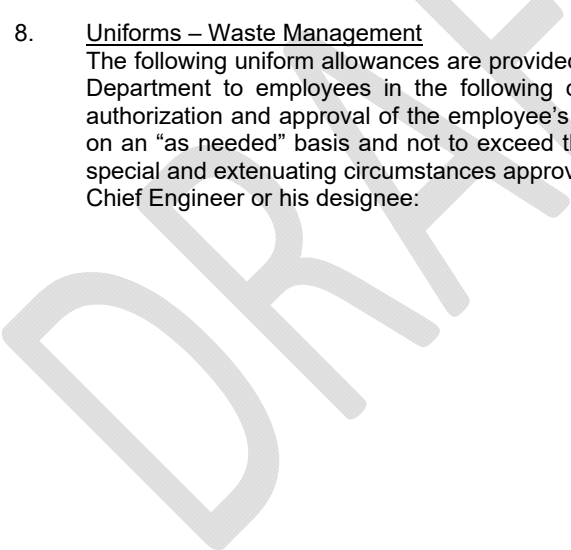 8. Uniforms – Waste Management
The following uniform allowances are provided
Department to employees in the following
authorization and approval of the employee’s
on an “as needed” basis and not to exceed
special and extenuating circumstances
Chief Engineer or his designee:
DRAF